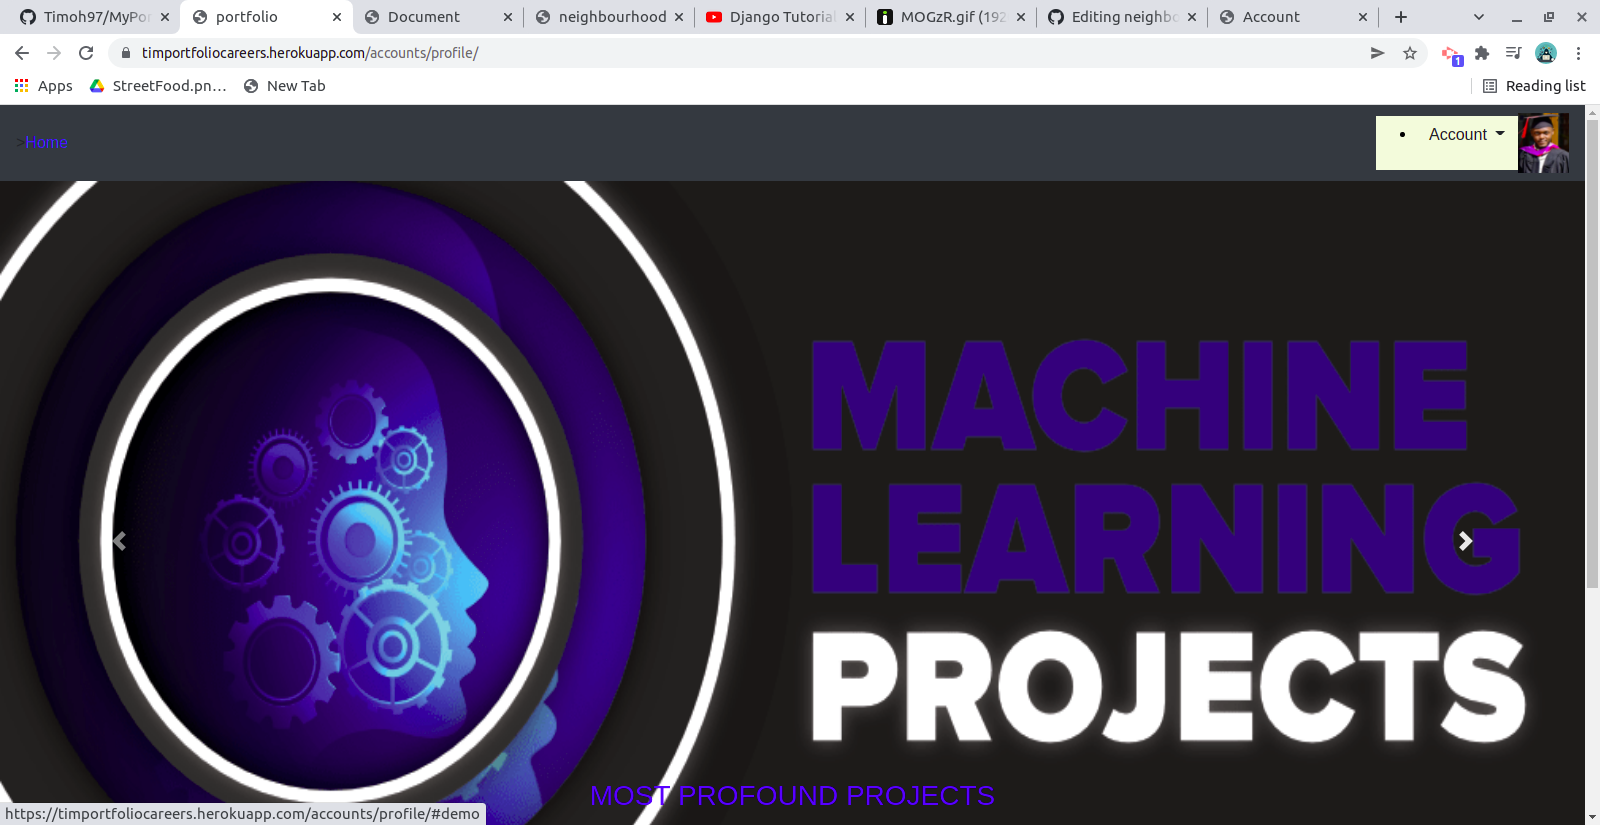 Timoh97/MyPor
portfolio
Document
neighbourhood
Django Tutorial
MOGzR.gif (192
Editing neighbo
Account
timportfoliocareers.herokuapp.com/accounts/profile/
1
Apps
StreetFood.pn...
New Tab
Reading list
>Home
Account
MACHINE
LEARNING
PROJECTS
MOST PROFOUND PROJECTS
https://timportfoliocareers.herokuapp.com/accounts/profile/#demo